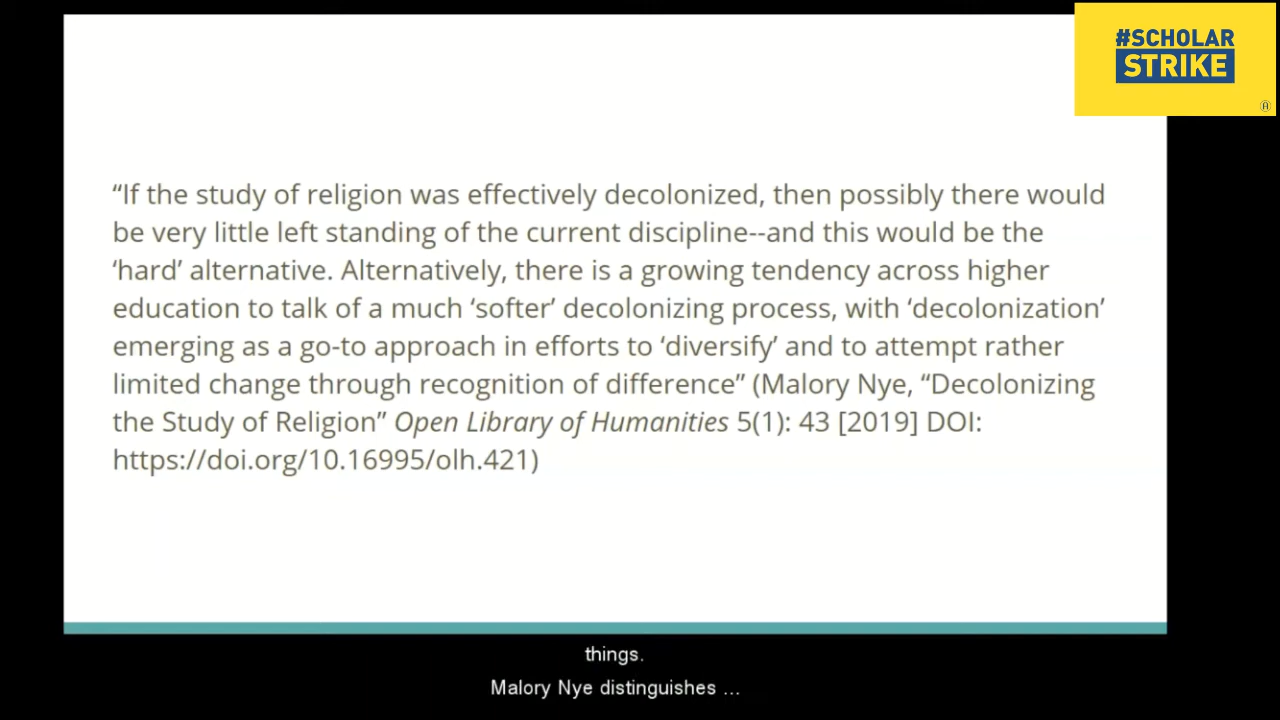 #SCHOLAR
STRIKE
“If the study of religion was effectively decolonized, then possibly there would
be very little left standing of the current discipline--and this would be the
‘hard’ alternative. Alternatively, there is a growing tendency across higher
education to talk of a much ‘softer’ decolonizing process, with ‘decolonization’
emerging as a go-to approach in efforts to ‘diversify’ and to attempt rather
limited change through recognition of difference” (Malory Nye, “Decolonizing
the Study of Religion” Open Library of Humanities 5(1): 43 [2019] DOI:
https://doi.org/10.16995/olh.421)
things.
Malory Nye distinguishes ...